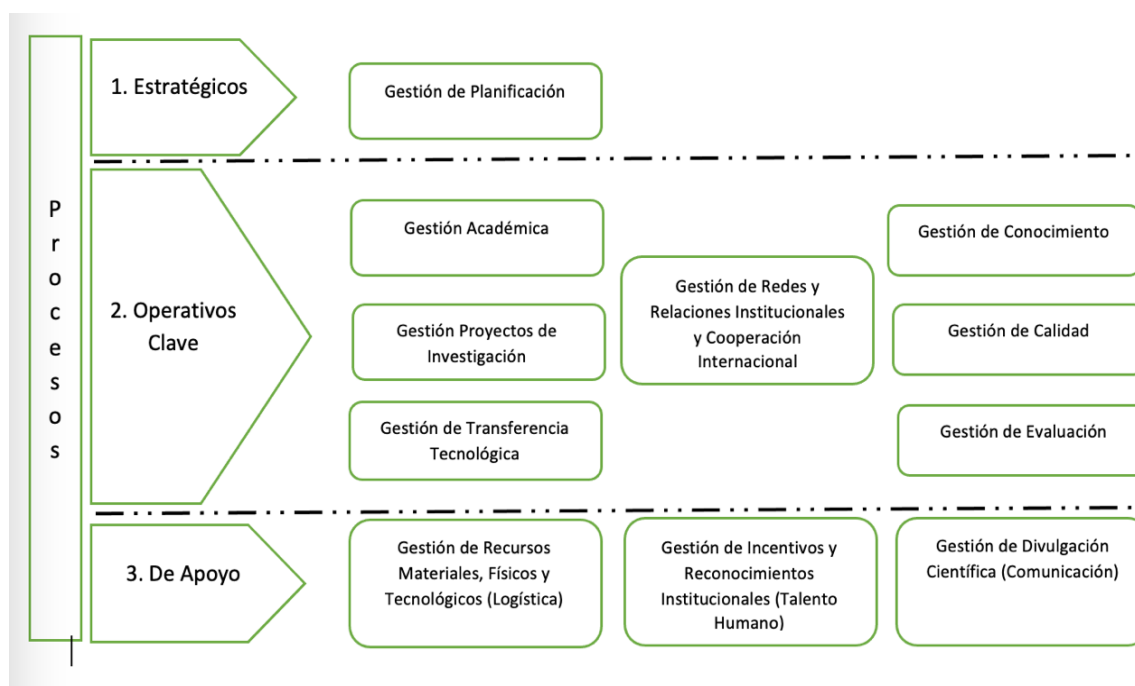 Procesos
1. Estratégicos
Gestión de Planificación
2. Operativos
Clave
Gestión Académica
Gestión Proyectos de
Investigación
Gestión de Transferencia
Tecnológica
Gestión de Redes y
Relaciones Institucionales
y Cooperación
Internacional
Gestión de Conocimiento
Gestión de Calidad
Gestión de Evaluación
3. De Apoyo
Gestión de Recursos
Materiales, Físicos y
Tecnológicos (Logística)
Gestión de Incentivos y
Reconocimientos
Institucionales (Talento
Humano)
Gestión de Divulgación
Científica (Comunicación)